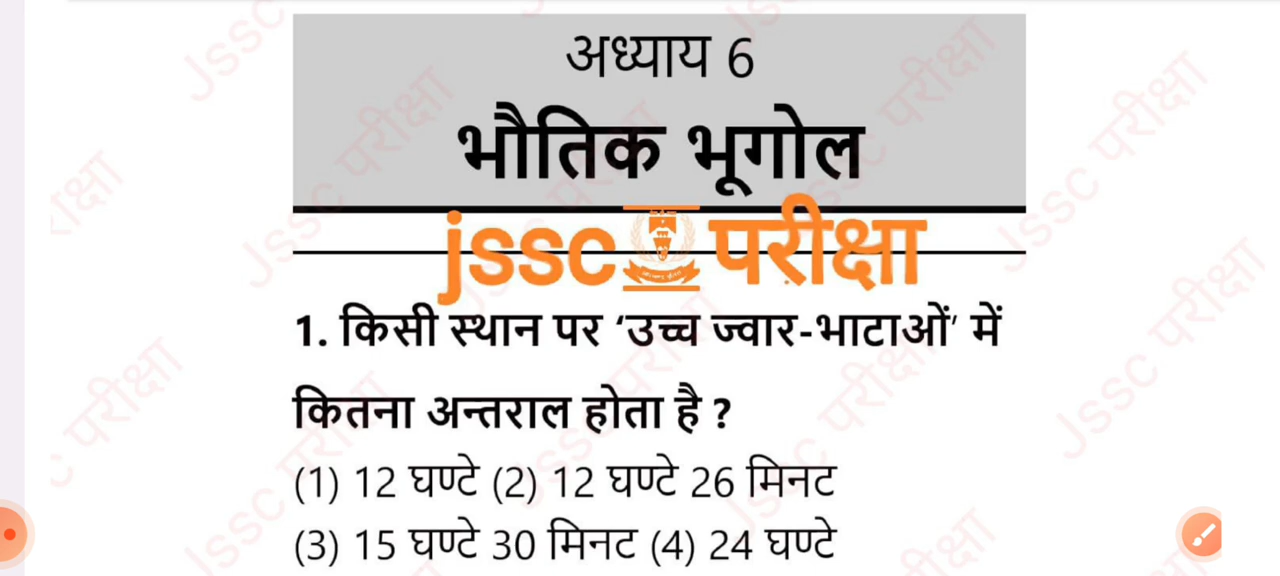 अध्याय 6
भौतिक भूगोल
jssc परीक्षा
1. किसी स्थान पर ‘उच्च ज्वार-भाटाओं’ में
कितना अन्तराल होता है ?
(1) 12 घण्टे (2) 12 घण्टे 26 मिनट
(3) 15 घण्टे 30 मिनट (4) 24 घण्टे